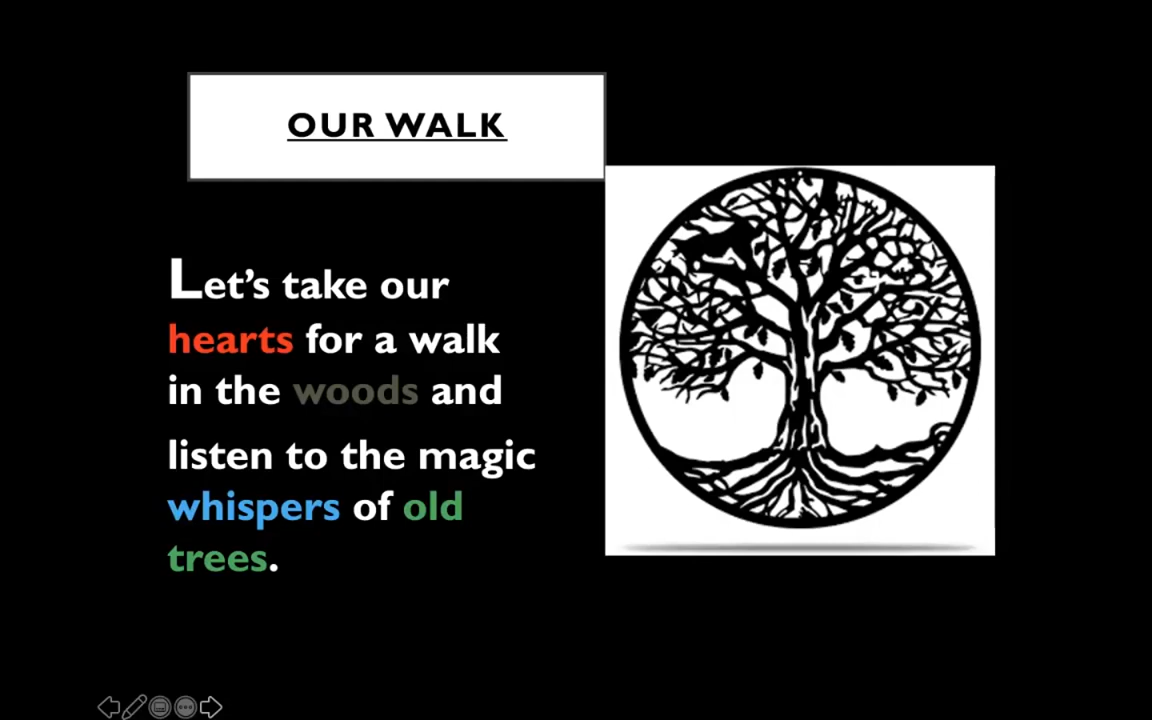 OUR WALK
Let’s take our
hearts for a walk
in the woods and
listen to the magic
whispers of old
trees.